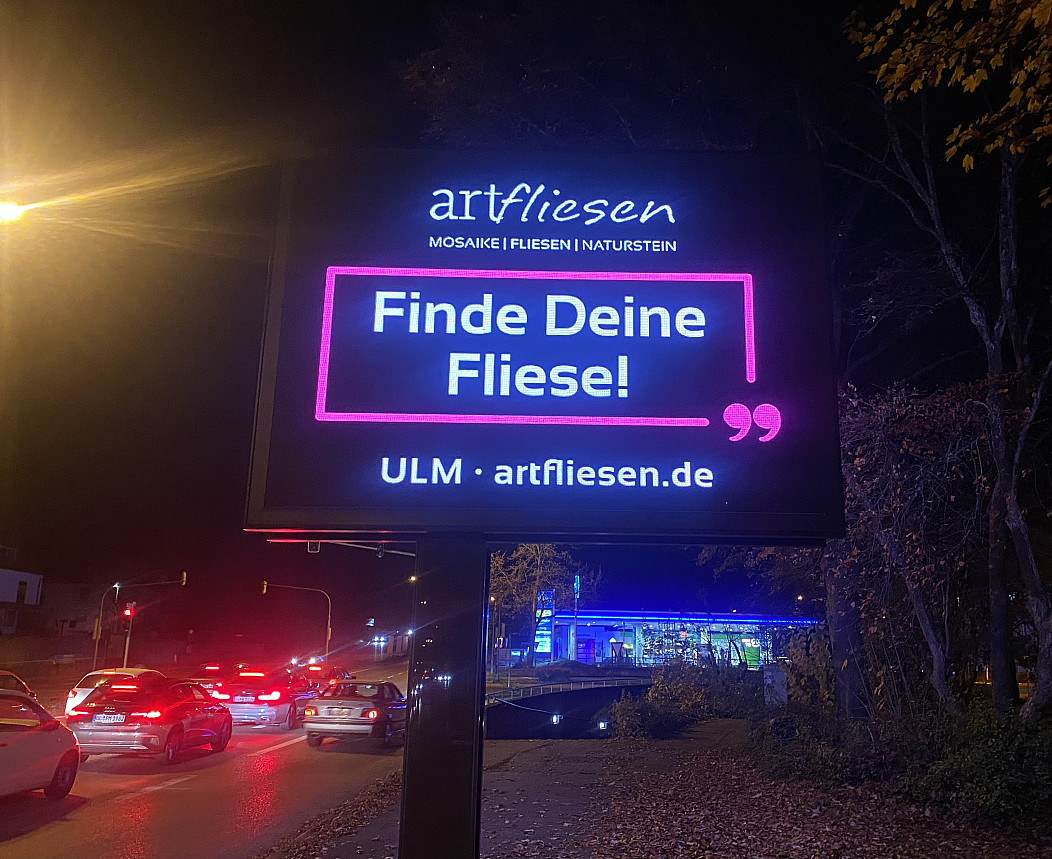 artfliesen
MOSAIKE | FLIESEN | NATURSTEIN
Finde Deine
Fliese!
”
ULM · artfliesen.de